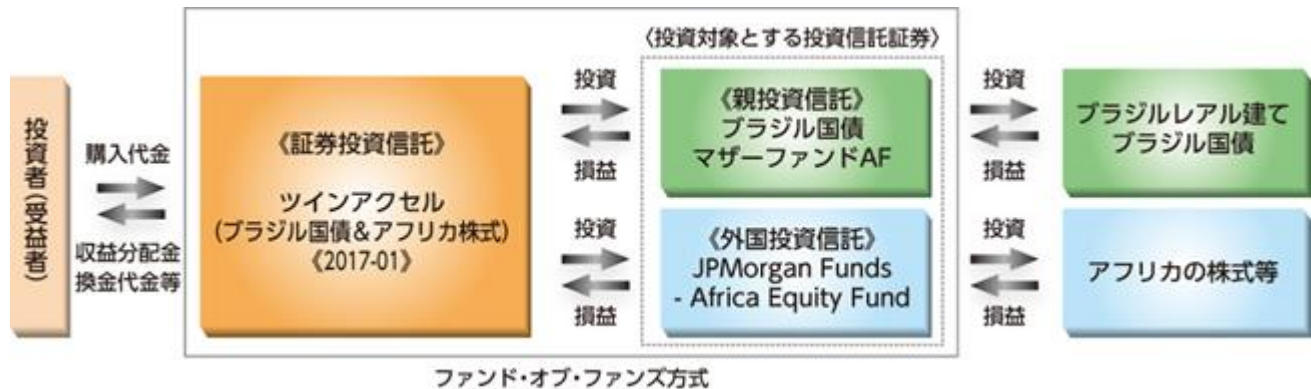 〈投資対象とする投資信託証券〉
投資者(受益者)
購入代金
収益分配金
換金代金等
《証券投資信託》
ツインアクセル
(ブラジル国債&アフリカ株式)
《2017-01》
投資
損益
《親投資信託》
ブラジル国債
マザーファンドAF
投資
損益
ブラジルレアル建て
ブラジル国債
投資
損益
《外国投資信託》
JPMorgan Funds
- Africa Equity Fund
投資
損益
アフリカの株式等
ファンド・オブ・ファンズ方式